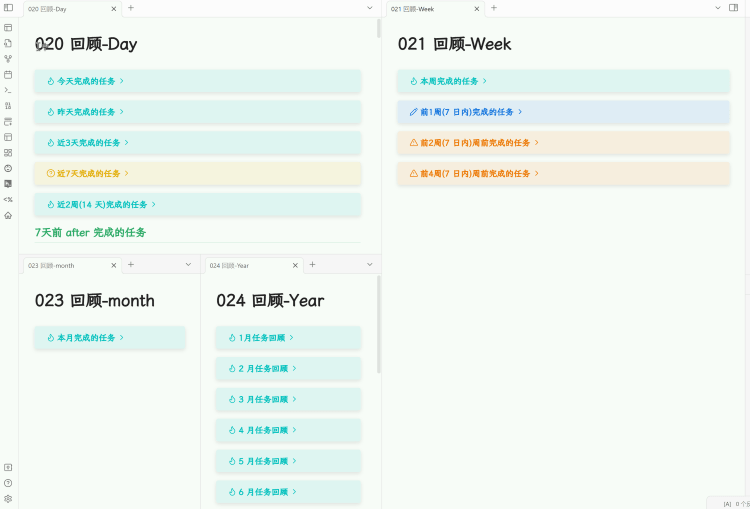 020 回顾-Day
020 回顾-Day
今天完成的任务
昨天完成的任务
近3天完成的任务
近7天完成的任务
近2周(14 天)完成的任务
7天前 after 完成的任务
021 回顾-Week
021 回顾-Week
本周完成的任务
前1周(7 日内)完成的任务
前2周(7 日内)周前完成的任务
前4周(7 日内)周前完成的任务
023 回顾-month
023 回顾-month
本月完成的任务
024 回顾-Year
024 回顾-Year
1月任务回顾
2 月任务回顾
3 月任务回顾
4 月任务回顾
5 月任务回顾
6 月任务回顾
[A] 0 个